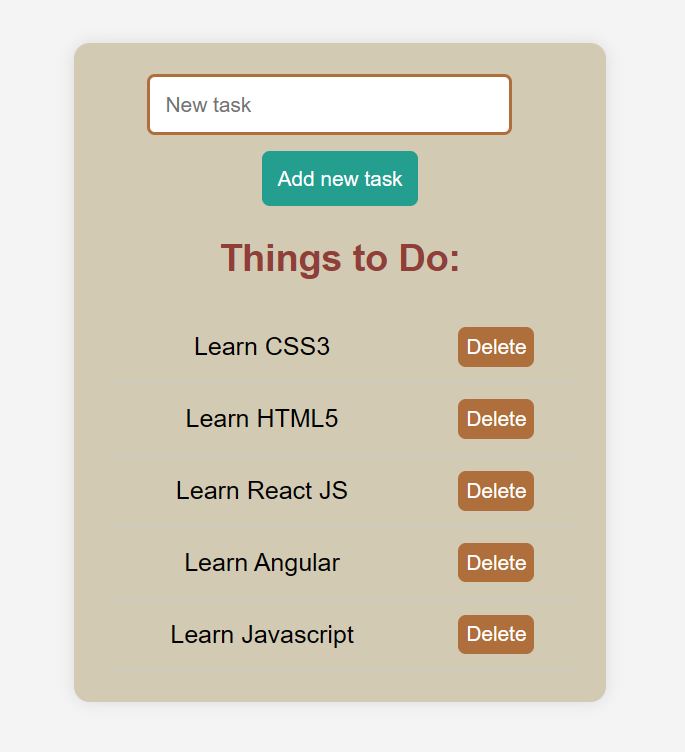 New task
Add new task
Things to Do:
Learn CSS3 Delete
Learn HTML5 Delete
Learn React JS Delete
Learn Angular Delete
Learn Javascript Delete